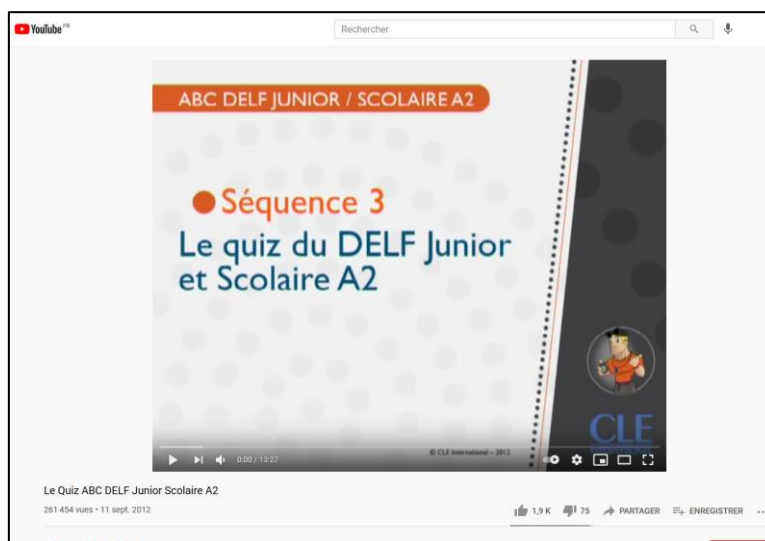 YouTube FR
Rechercher
ABC DELF JUNIOR / SCOLAIRE A2
Séquence 3
Le quiz du DELF Junior
et Scolaire A2
CLE
INTERNATIONAL
© CLE International – 2012
0:00 / 13:27
Le Quiz ABC DELF Junior Scolaire A2
261 454 vues • 11 sept. 2012
1,9 K 75 PARTAGER ENREGISTRER